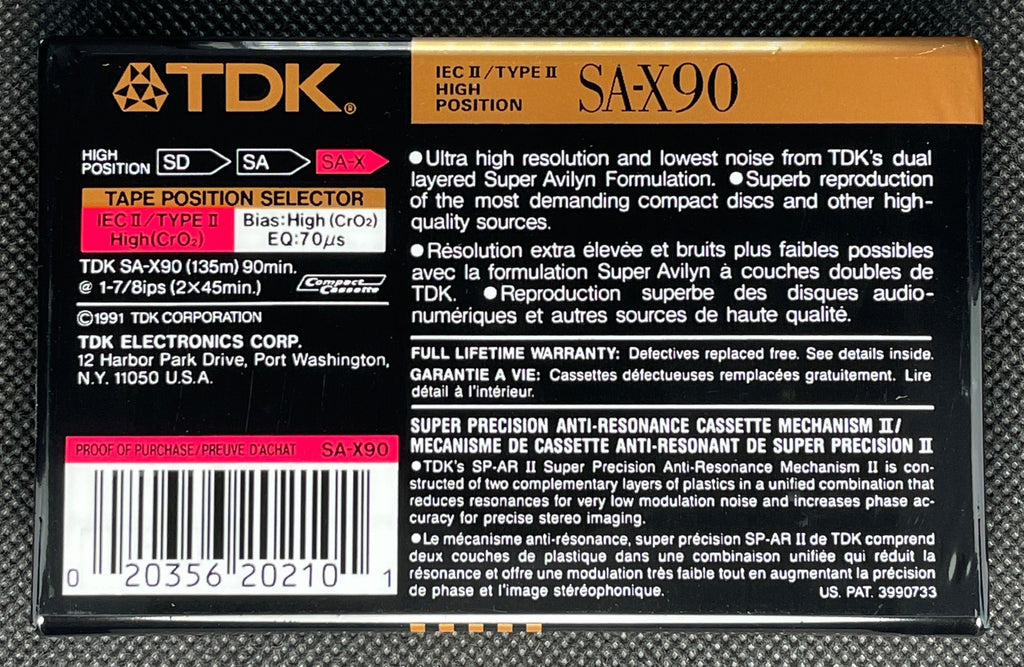 TDK®
IEC II/TYPE II
HIGH
POSITION
SA-X90
HIGH
POSITION
SD
SA
SA-X
TAPE POSITION SELECTOR
IEC II/TYPE II
High(CrO₂)
Bias:High (CrO₂)
EQ:70µs
TDK SA-X90 (135m) 90min.
@ 1-7/8ips (2×45min.)
Compact
Cassette
©1991 TDK CORPORATION
TDK ELECTRONICS CORP.
12 Harbor Park Drive, Port Washington,
N.Y. 11050 U.S.A.
PROOF OF PURCHASE/PREUVE D'ACHAT SA-X90
0 20356 20210 1
●Ultra high resolution and lowest noise from TDK's dual
layered Super Avilyn Formulation. ●Superb reproduction
of the most demanding compact discs and other high-
quality sources.
●Résolution extra élevée et bruits plus faibles possibles
avec la formulation Super Avilyn à couches doubles de
TDK. ●Reproduction superbe des disques audio-
numériques et autres sources de haute qualité.
FULL LIFETIME WARRANTY: Defectives replaced free. See details inside.
GARANTIE A VIE: Cassettes défectueuses remplacées gratuitement. Lire
détail à l'intérieur.
SUPER PRECISION ANTI-RESONANCE CASSETTE MECHANISM II/
MECANISME DE CASSETTE ANTI-RESONANT DE SUPER PRECISION II
●TDK's SP-AR II Super Precision Anti-Resonance Mechanism II is con-
structed of two complementary layers of plastics in a unified combination that
reduces resonances for very low modulation noise and increases phase ac-
curacy for precise stereo imaging.
●Le mécanisme anti-résonance, super précision SP-AR II de TDK comprend
deux couches de plastique dans une combinaison unifiée qui réduit la
résonance et offre une modulation très faible tout en augmentant la précision
de phase et l'image stéréophonique.
US. PAT. 3990733